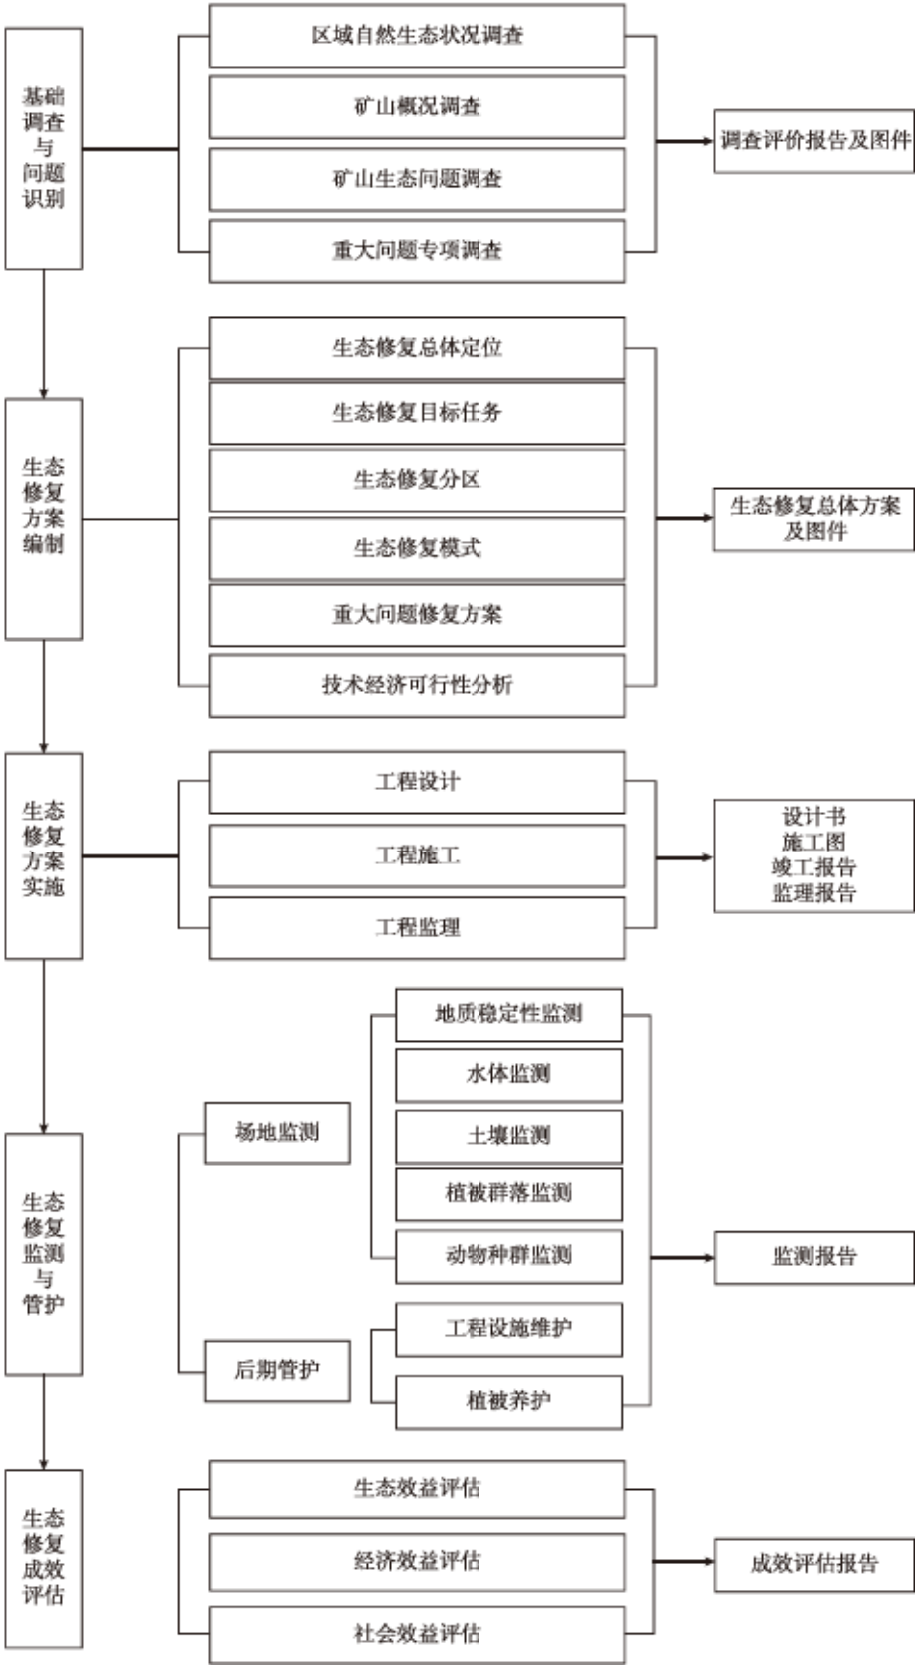 基础
调查
与
问题
识别
区域自然生态状况调查
矿山概况调查
矿山生态问题调查
重大问题专项调查
调查评价报告及图件
生态
修复
方案
编制
生态修复总体定位
生态修复目标任务
生态修复分区
生态修复模式
重大问题修复方案
技术经济可行性分析
生态修复总体方案
及图件
生态
修复
方案
实施
工程设计
工程施工
工程监理
设计书
施工图
竣工报告
监理报告
生态
修复
监测
与
管护
场地监测
地质稳定性监测
水体监测
土壤监测
植被群落监测
动物种群监测
后期管护
工程设施维护
植被养护
监测报告
生态
修复
成效
评估
生态效益评估
经济效益评估
社会效益评估
成效评估报告